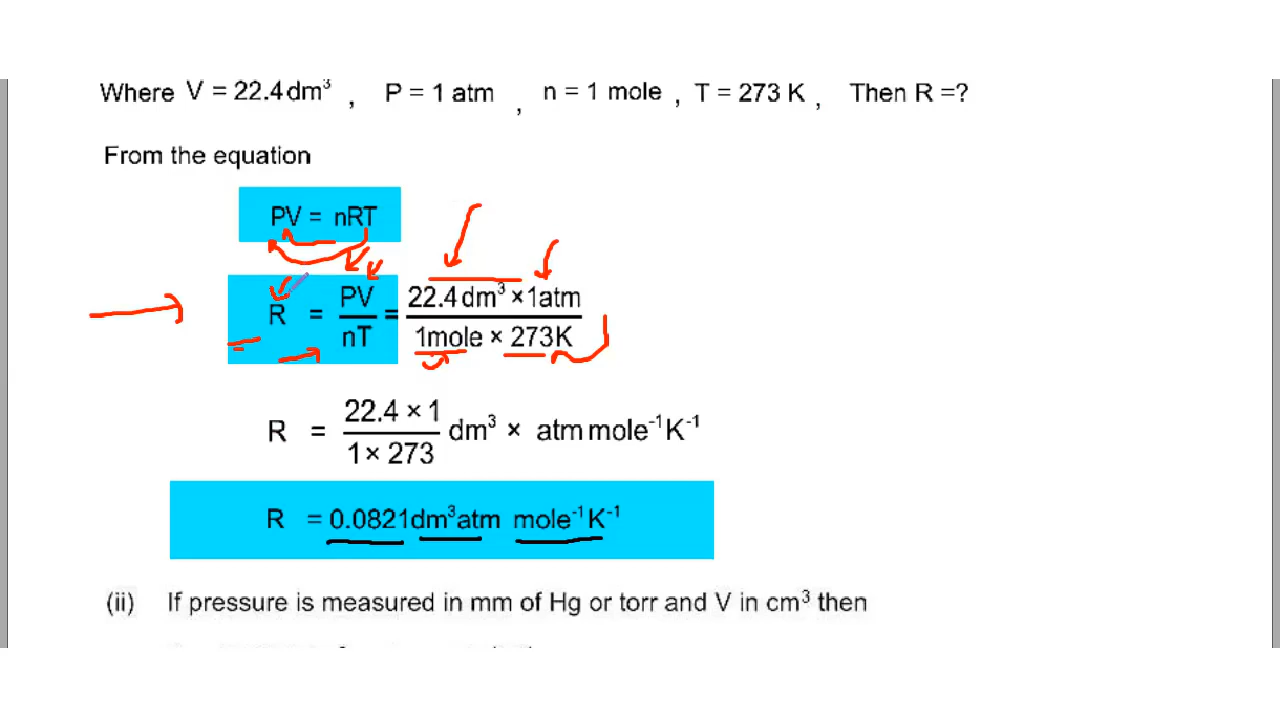 Where V = 22.4 dm³ , P = 1 atm , n = 1 mole , T = 273 K , Then R =?
From the equation
PV = nRT
R = PV/nT = 22.4 dm³ × 1atm / 1mole × 273K
R = 22.4 × 1 / 1 × 273 dm³ × atm mole⁻¹ K⁻¹
R = 0.0821 dm³ atm mole⁻¹ K⁻¹
(ii) If pressure is measured in mm of Hg or torr and V in cm³ then